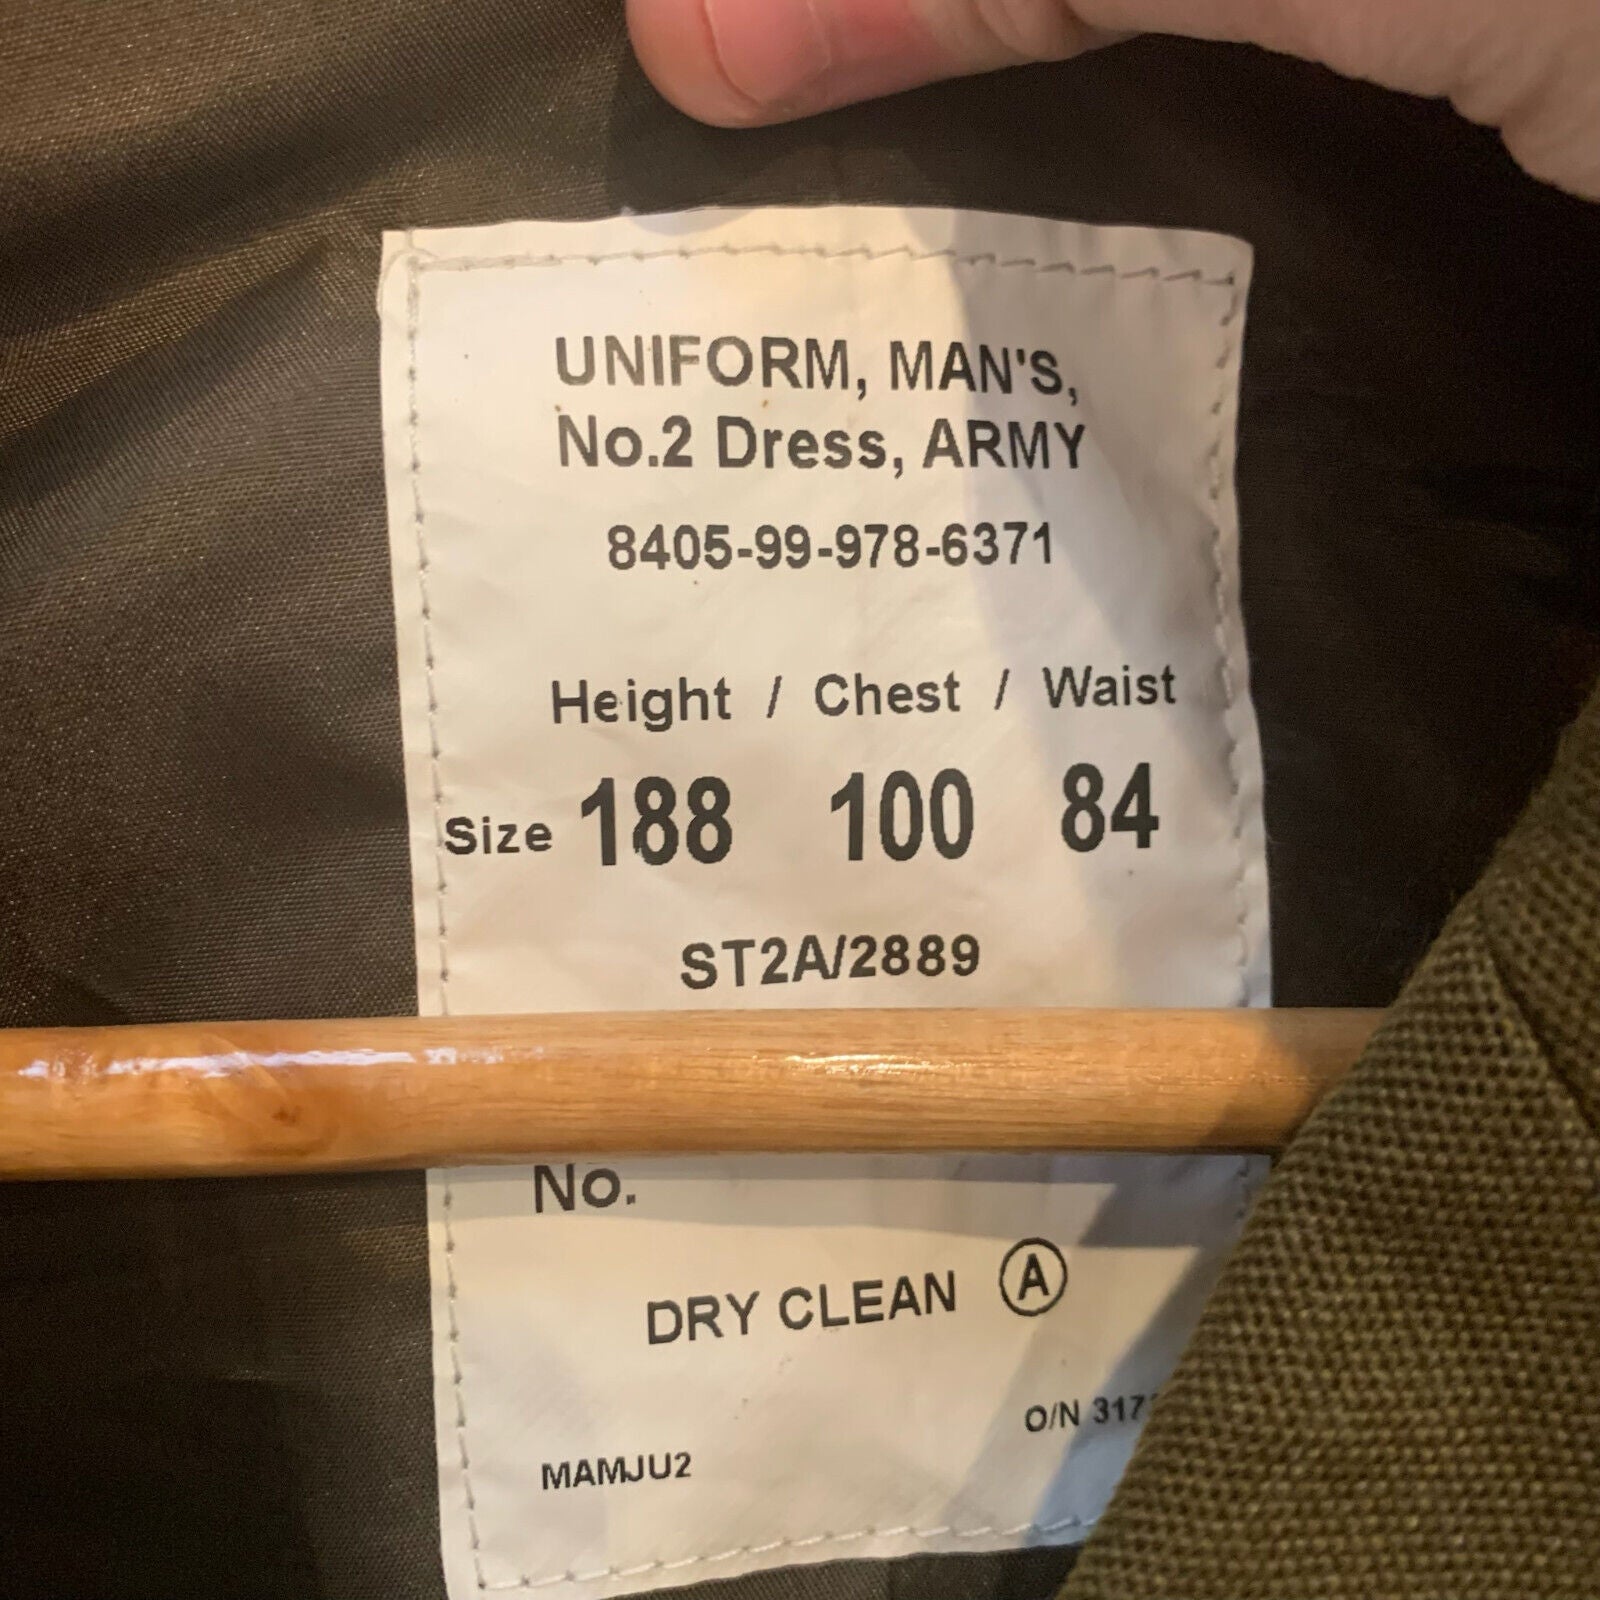 UNIFORM, MAN'S,
No.2 Dress, ARMY
8405-99-978-6371
Height / Chest / Waist
Size 188 100 84
ST2A/2889
No.
DRY CLEAN Ⓐ
O/N 317
MAMJU2